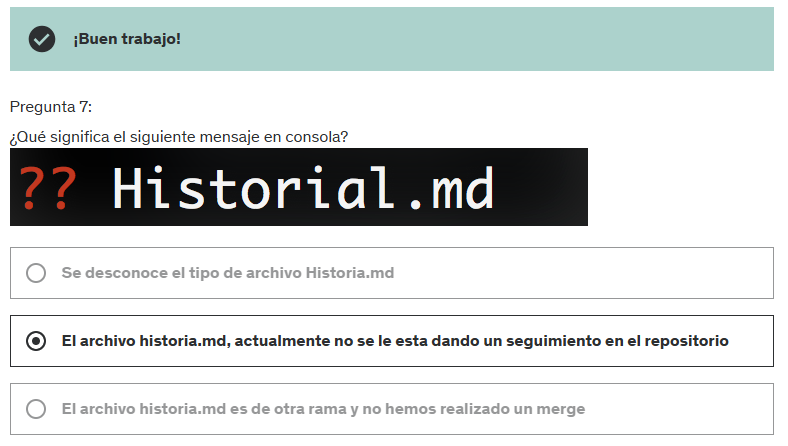 ¡Buen trabajo!
Pregunta 7:
¿Qué significa el siguiente mensaje en consola?
?? Historial.md
Se desconoce el tipo de archivo Historia.md
El archivo historia.md, actualmente no se le esta dando un seguimiento en el repositorio
El archivo historia.md es de otra rama y no hemos realizado un merge